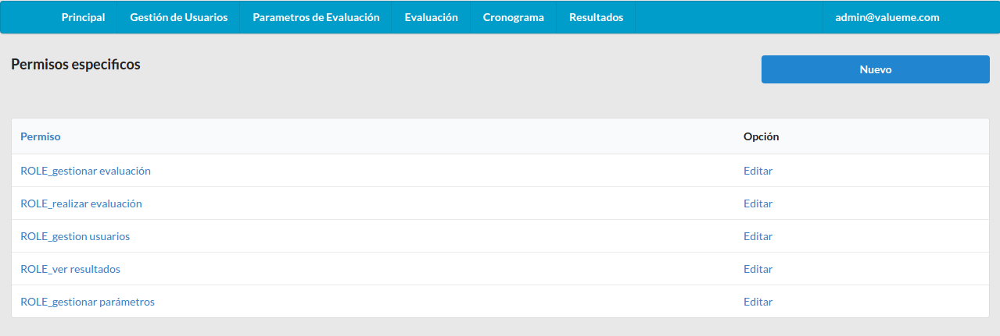 Principal Gestión de Usuarios Parametros de Evaluación Evaluación Cronograma Resultados admin@valueme.com
Permisos especificos Nuevo
Permiso Opción
ROLE_gestionar evaluación Editar
ROLE_realizar evaluación Editar
ROLE_gestion usuarios Editar
ROLE_ver resultados Editar
ROLE_gestionar parámetros Editar